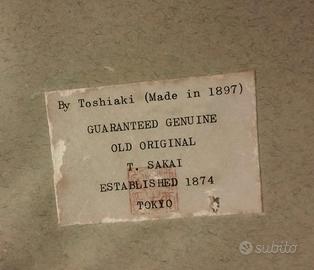 By Toshiaki (Made in 1897)
GUARANTEED GENUINE
OLD ORIGINAL
T. SAKAI
ESTABLISHED 1874
TOKYO
subito